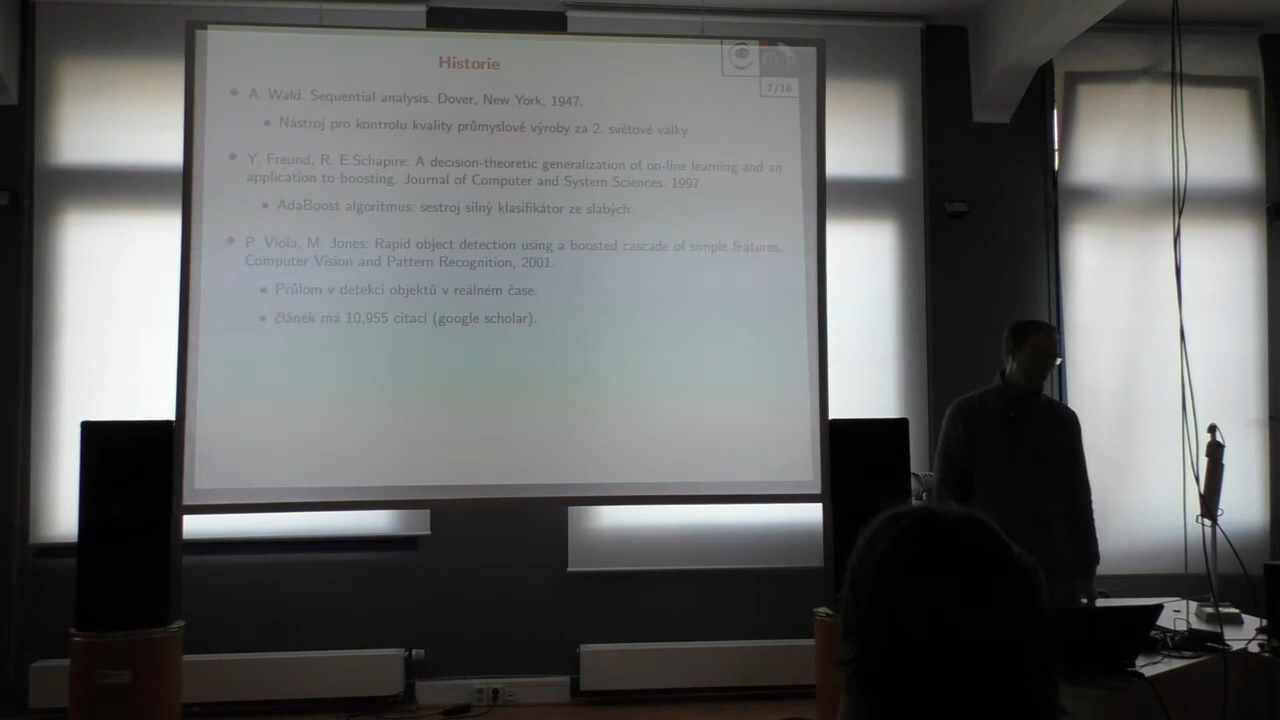 Historie
7/16
A. Wald. Sequential analysis. Dover, New York, 1947.
Nástroj pro kontrolu kvality průmyslové výroby za 2. světové války
Y. Freund, R. E.Schapire: A decision-theoretic generalization of on-line learning and an
application to boosting. Journal of Computer and System Sciences. 1997.
AdaBoost algoritmus: sestroj silný klasifikátor ze slabých.
P. Viola, M. Jones: Rapid object detection using a boosted cascade of simple features.
Computer Vision and Pattern Recognition, 2001.
Průlom v detekci objektů v reálném čase.
článek má 10,955 citací (google scholar).